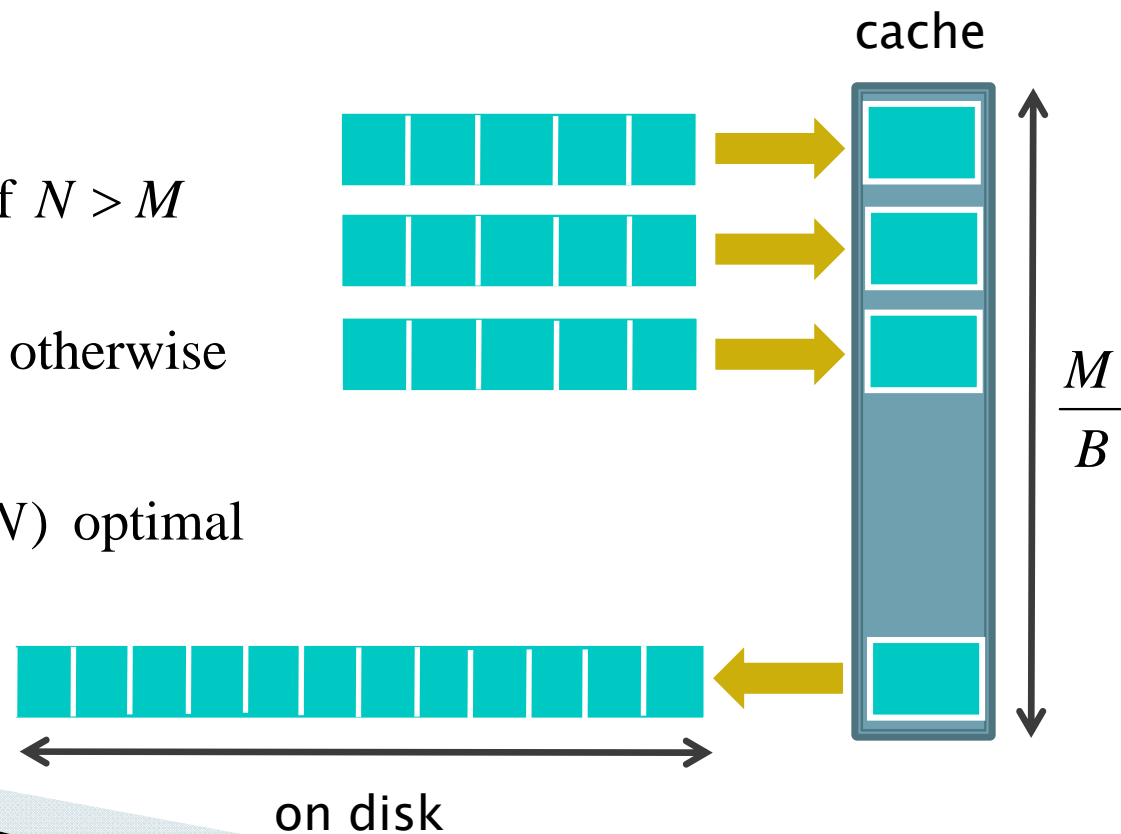 cache
f N > M
otherwise
M
B
N) optimal
on disk